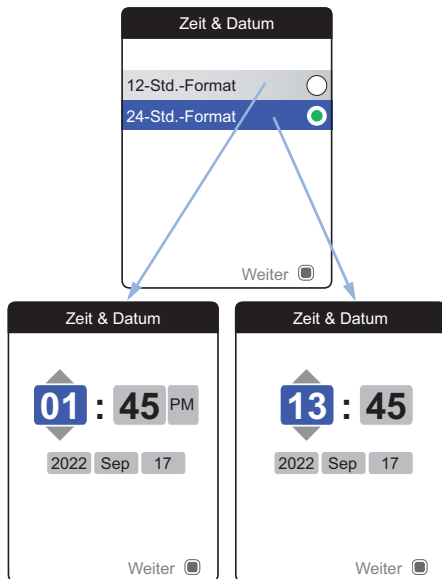 Zeit & Datum
12-Std.-Format
24-Std.-Format
Weiter
Zeit & Datum
01 : 45 PM
2022 Sep 17
Weiter
Zeit & Datum
13 : 45
2022 Sep 17
Weiter